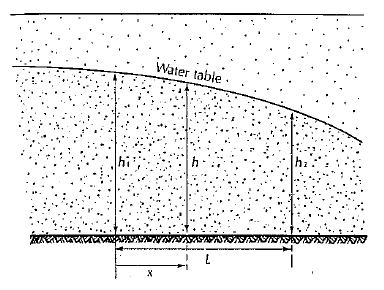 Water table
h₁
h
h₂
L
x